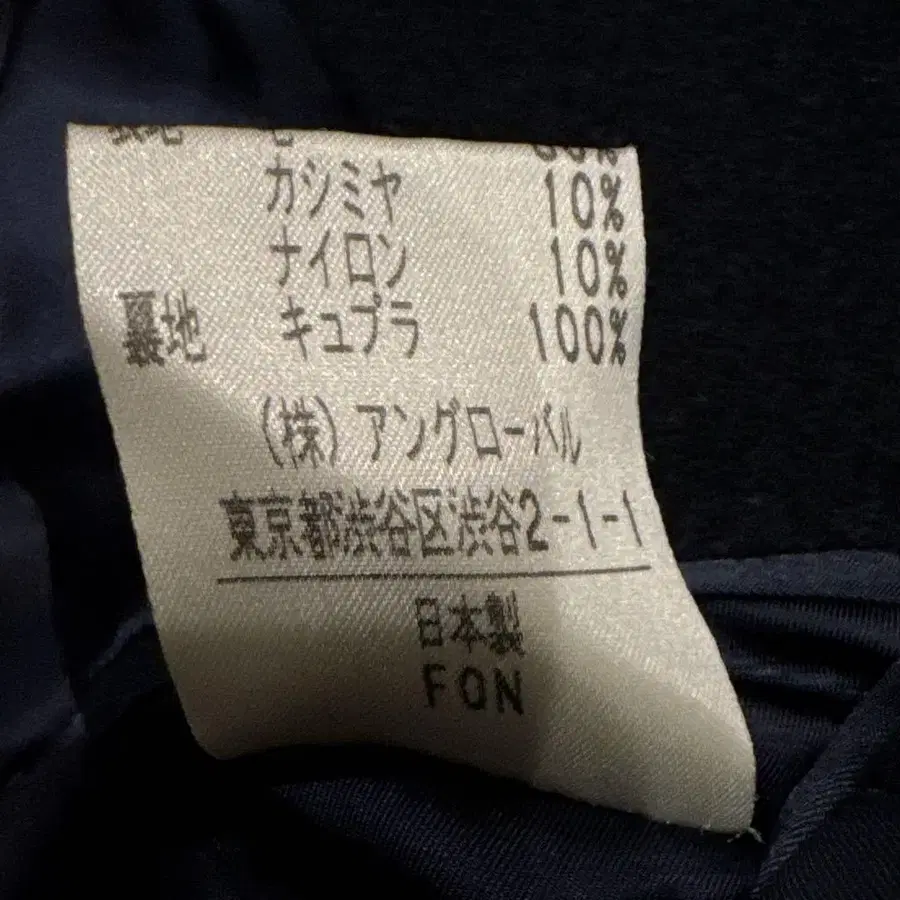 カシミヤ 10%
ナイロン 10%
裏地 キュプラ 100%
(株)アングローバル
東京都渋谷区渋谷2-1-1
日本製
FON